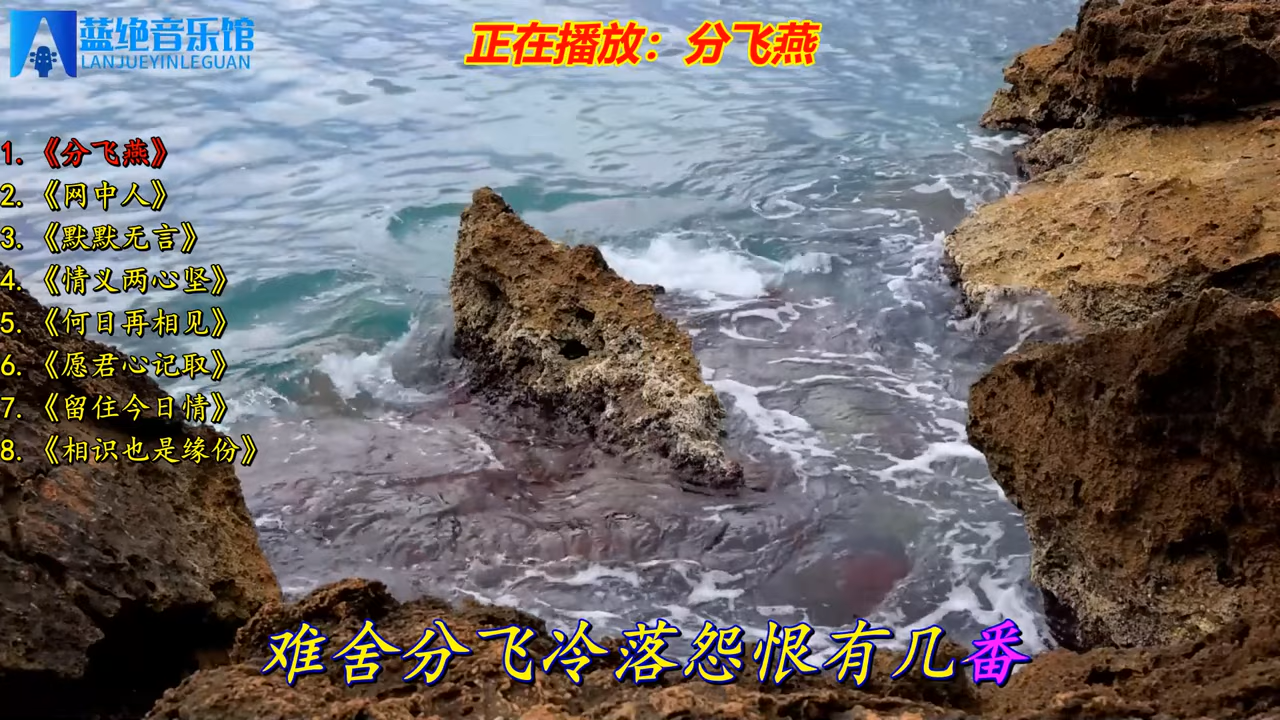 蓝绝音乐馆
LANJUEYINLEGUAN
正在播放：分飞燕
1.《分飞燕》
2.《网中人》
3.《默默无言》
4.《情义两心坚》
5.《何日再相见》
6.《愿君心记取》
7.《留住今日情》
8.《相识也是缘份》
难舍分飞冷落怨恨有几番